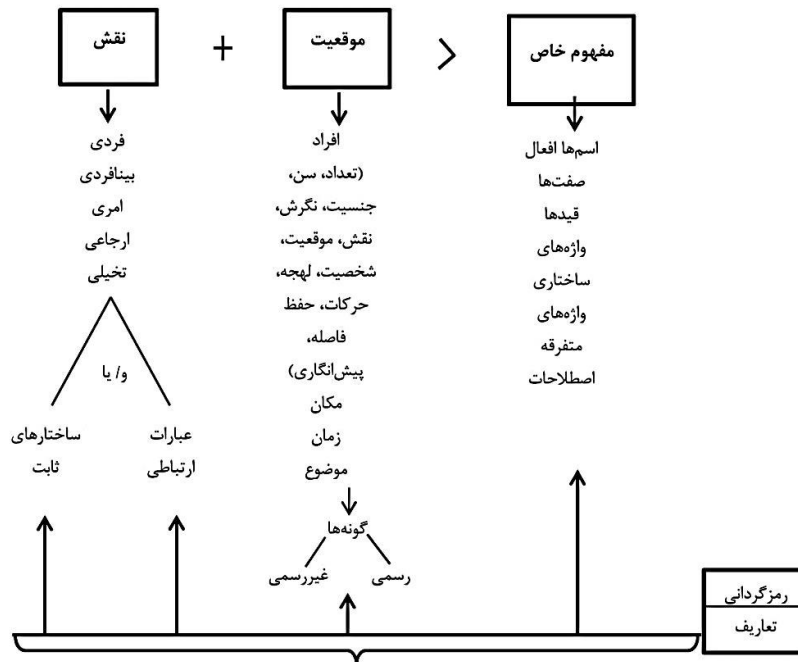 نقش
+
موقعیت
>
مفهوم خاص
فردی
بینافردی
امری
ارجاعی
تخیلی
و/ یا
ساختارهای
ثابت
عبارات
ارتباطی
افراد
(تعداد، سن،
جنسیت، نگرش،
نقش، موقعیت،
شخصیت، لهجه،
حرکات، حفظ
فاصله،
پیش‌انگاری)
مکان
زمان
موضوع
گونه‌ها
رسمی
غیررسمی
اسم‌ها افعال
صفت‌ها
قیدها
واژه‌های
ساختاری
واژه‌های
متفرقه
اصطلاحات
رمزگردانی
تعاریف